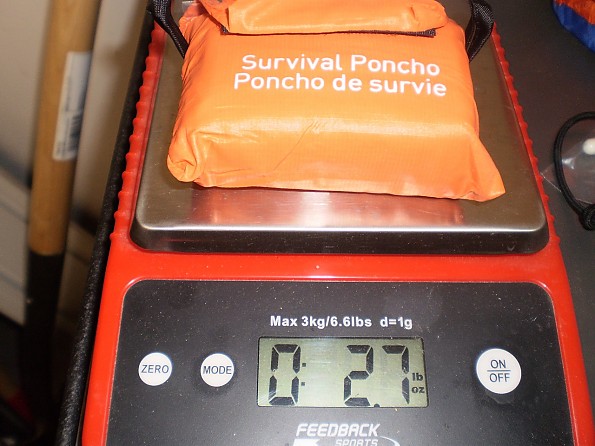 Survival Poncho
Poncho de survie
Max 3kg/6.6lbs d=1g
ZERO
MODE
0: 2.7
lb
oz
ON
OFF
FEEDBACK
SPORTS